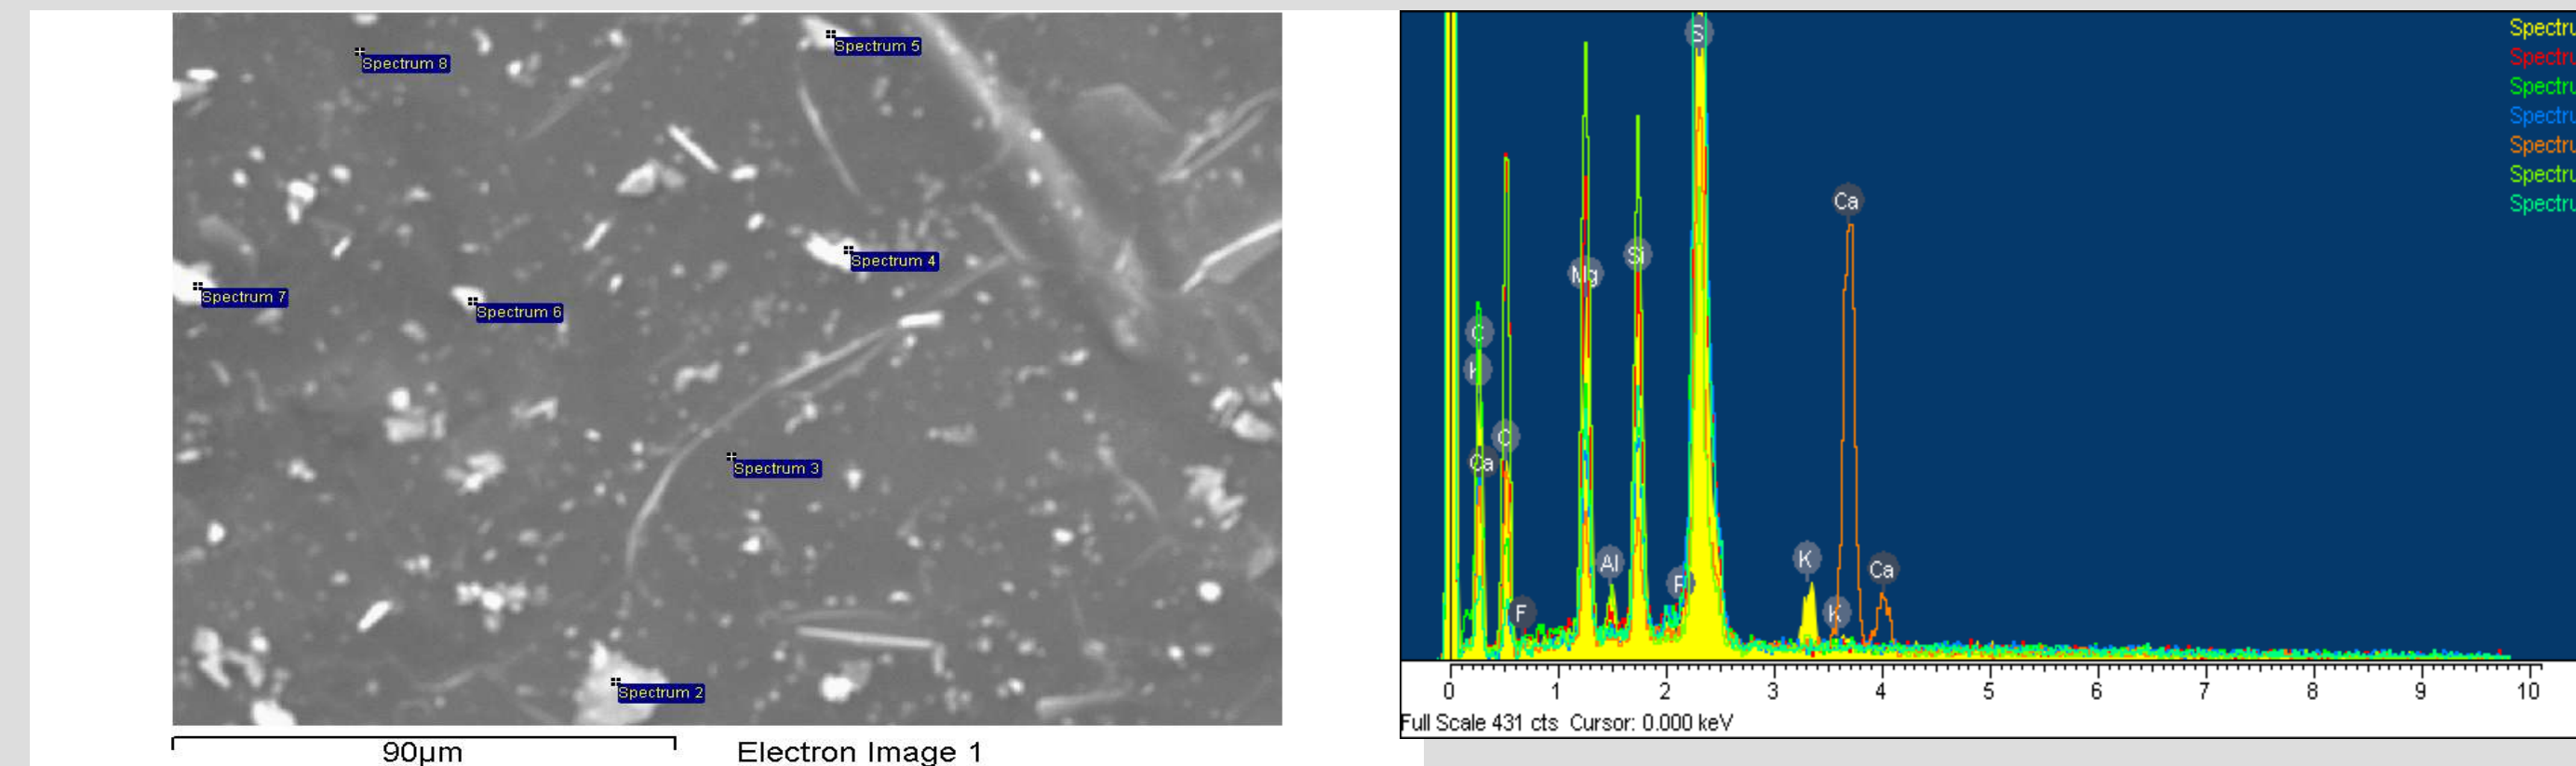 Spectrum 5
Spectrum 8
Spectrum 4
Spectrum 7
Spectrum 6
Spectrum 3
Spectrum 2
90µm
Electron Image 1
S
Ca
Si
Mg
C
K
O
Ca
Al
K
Ca
F
K
0 1 2 3 4 5 6 7 8 9 10
Full Scale 431 cts Cursor: 0.000 keV